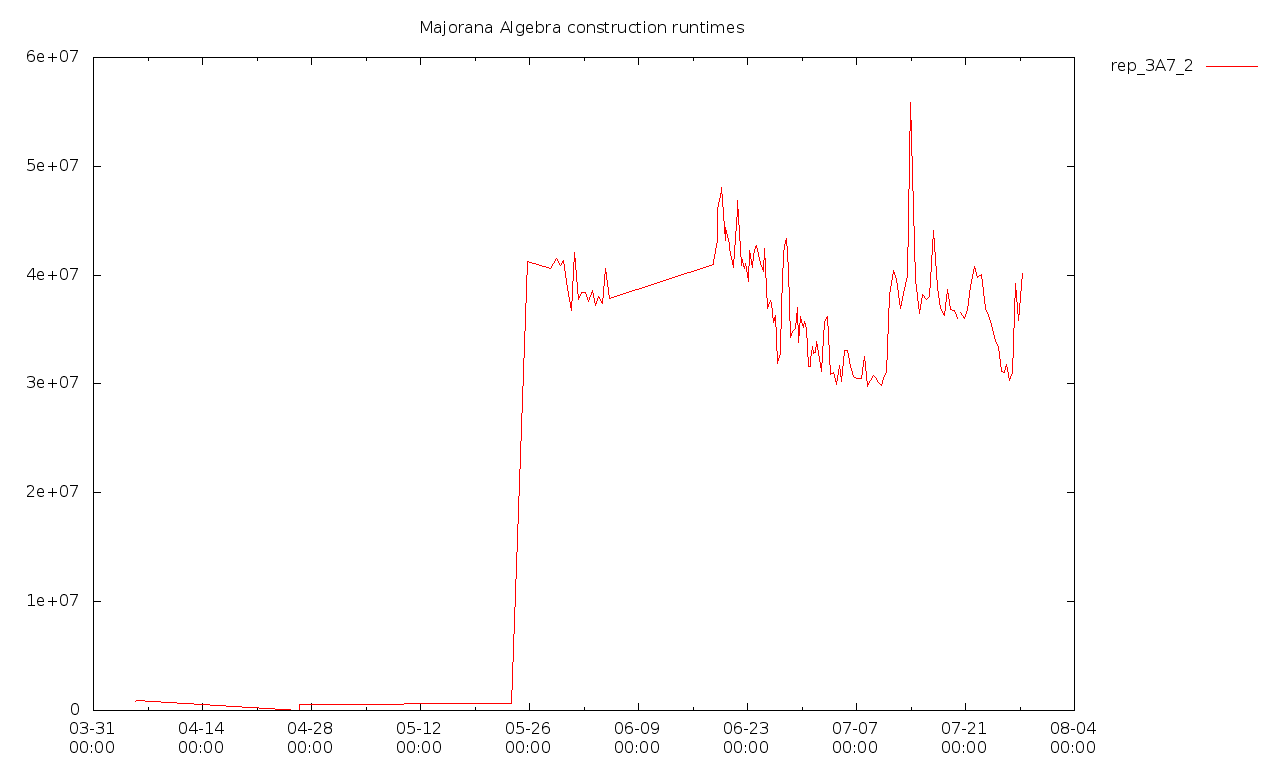 Majorana Algebra construction runtimes
rep_3A7_2
6e+07
5e+07
4e+07
3e+07
2e+07
1e+07
0
03-31 04-14 04-28 05-12 05-26 06-09 06-23 07-07 07-21 08-04
00:00 00:00 00:00 00:00 00:00 00:00 00:00 00:00 00:00 00:00